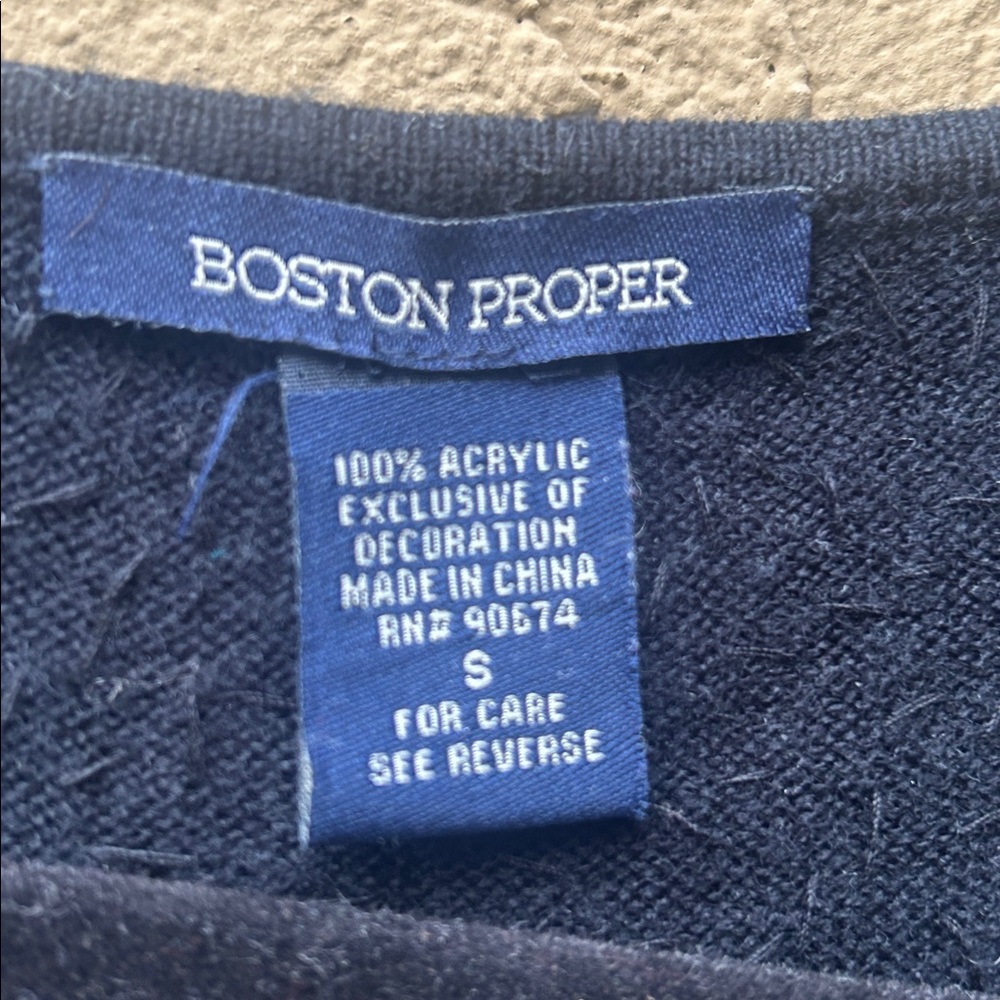 BOSTON PROPER
100% ACRYLIC
EXCLUSIVE OF
DECORATION
MADE IN CHINA
RN# 90674
S
FOR CARE
SEE REVERSE